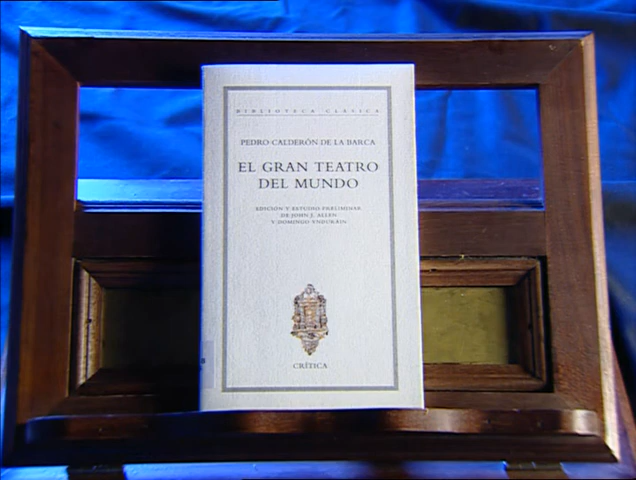 BIBLIOTECA CLÁSICA
PEDRO CALDERÓN DE LA BARCA
EL GRAN TEATRO
DEL MUNDO
EDICIÓN Y ESTUDIO PRELIMINAR
DE JOHN J. ALLEN
Y DOMINGO YNDURÁIN
CRÍTICA